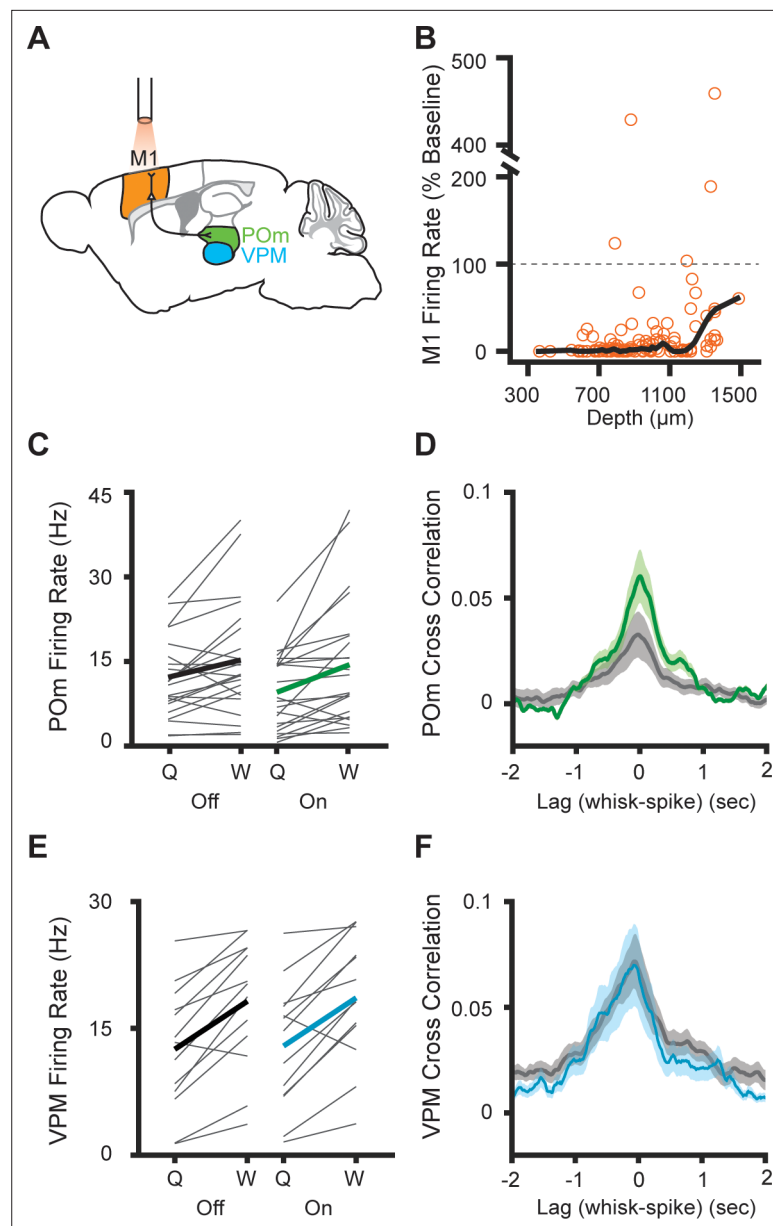 A
M1
POm
VPM
B
M1 Firing Rate (% Baseline)
500
400
200
100
0
300 700 1100 1500
Depth (µm)
C
POm Firing Rate (Hz)
45
30
15
0
Q W Q W
Off On
D
POm Cross Correlation
0.1
0.05
0
-2 -1 0 1 2
Lag (whisk-spike) (sec)
E
VPM Firing Rate (Hz)
30
15
0
Q W Q W
Off On
F
VPM Cross Correlation
0.1
0.05
0
-2 -1 0 1 2
Lag (whisk-spike) (sec)